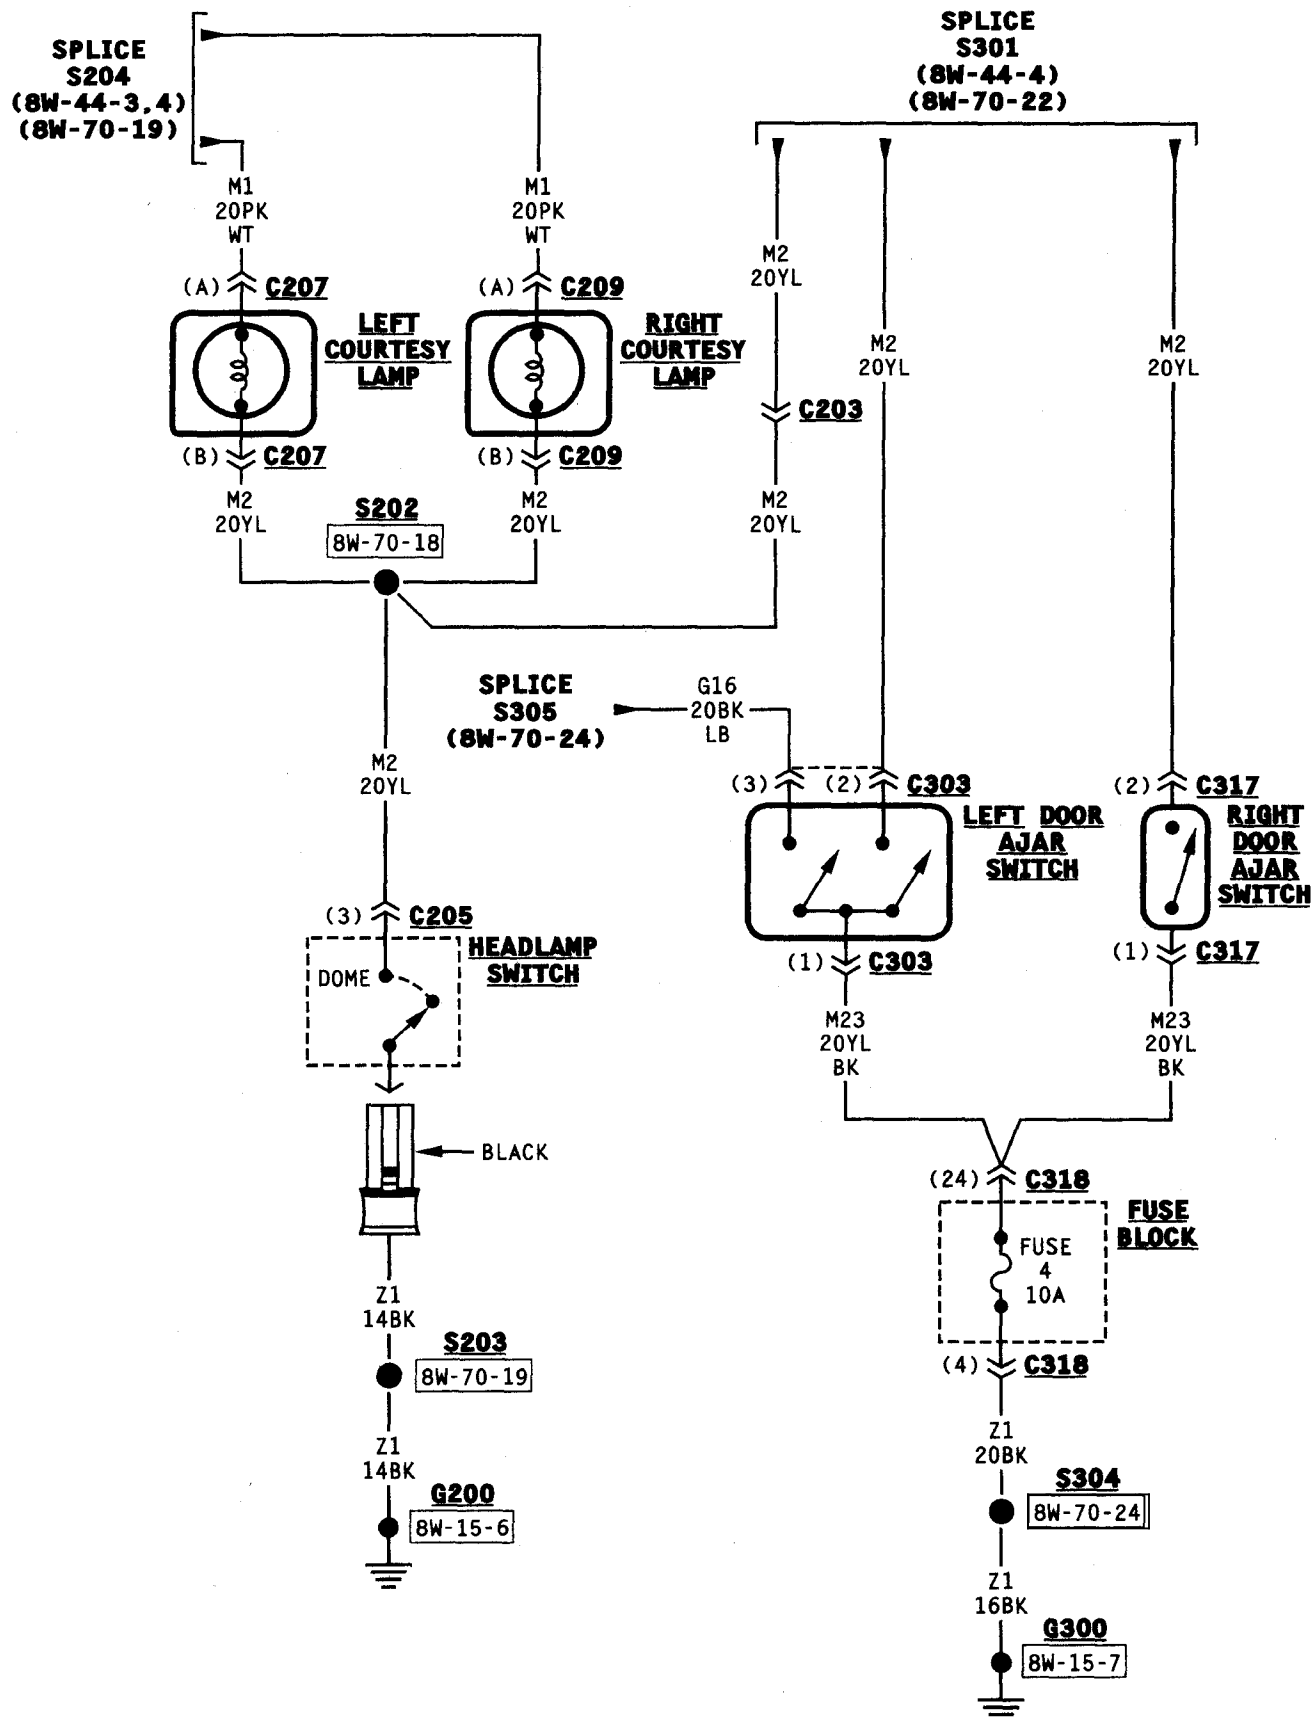 SPLICE
S204
(8W-44-3,4)
(8W-70-19)
SPLICE
S301
(8W-44-4)
(8W-70-22)
M1
20PK
WT
M1
20PK
WT
M2
20YL
(A) C207
(A) C209
LEFT
COURTESY
LAMP
RIGHT
COURTESY
LAMP
M2
20YL
M2
20YL
C203
(B) C207
(B) C209
M2
20YL
S202
8W-70-18
M2
20YL
M2
20YL
SPLICE
S305
(8W-70-24)
G16
20BK
LB
M2
20YL
(3) (2) C303
(2) C317
LEFT DOOR
AJAR
SWITCH
RIGHT
DOOR
AJAR
SWITCH
(3) C205
HEADLAMP
SWITCH
DOME
(1) C303
(1) C317
M23
20YL
BK
M23
20YL
BK
BLACK
(24) C318
FUSE
BLOCK
FUSE
4
10A
Z1
14BK
S203
8W-70-19
(4) C318
Z1
20BK
Z1
14BK
S304
8W-70-24
G200
8W-15-6
Z1
16BK
G300
8W-15-7